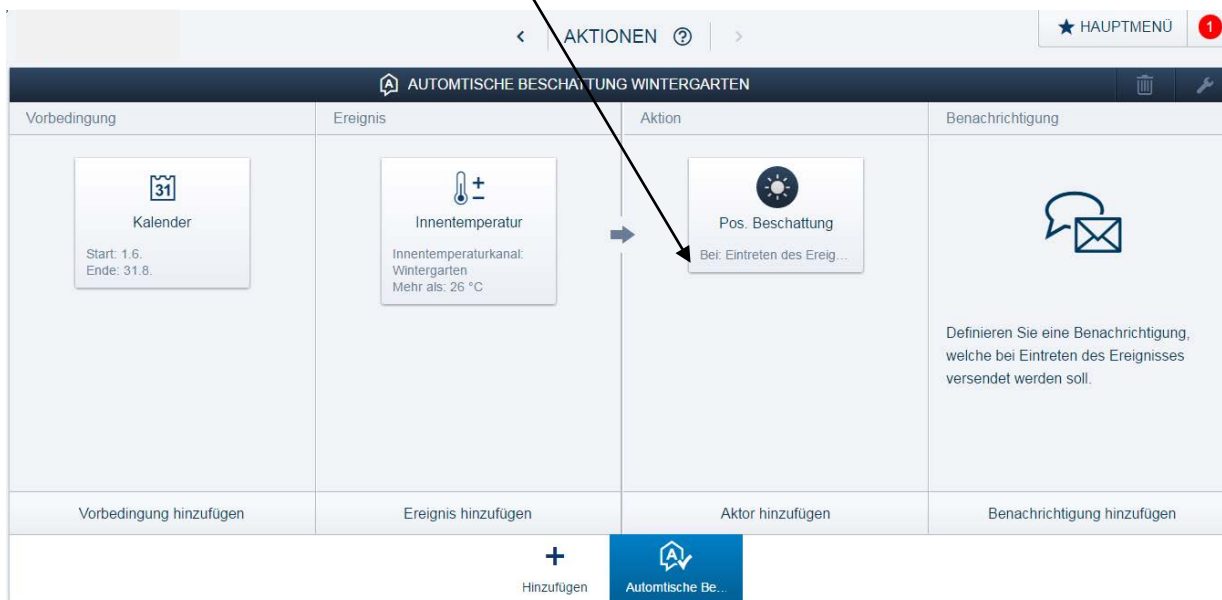 AKTIONEN ?
HAUPTMENÜ
1
AUTOMTISCHE BESCHATTUNG WINTERGARTEN
Vorbedingung
Ereignis
Aktion
Benachrichtigung
31
Kalender
Start: 1.6.
Ende: 31.8.
Innentemperatur
Innentemperaturkanal:
Wintergarten
Mehr als: 26 °C
Pos. Beschattung
Bei: Eintreten des Ereig...
Definieren Sie eine Benachrichtigung,
welche bei Eintreten des Ereignisses
versendet werden soll.
Vorbedingung hinzufügen
Ereignis hinzufügen
Aktor hinzufügen
Benachrichtigung hinzufügen
Hinzufügen
Automtische Be...